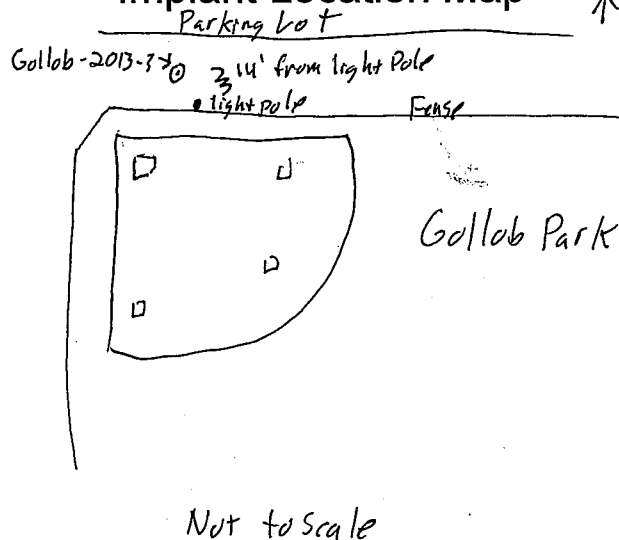 Implant Location Map
Parking Lot
Gollob-2013-3
14' from light Pole
light pole
Fense
Gollob Park
Not to Scale